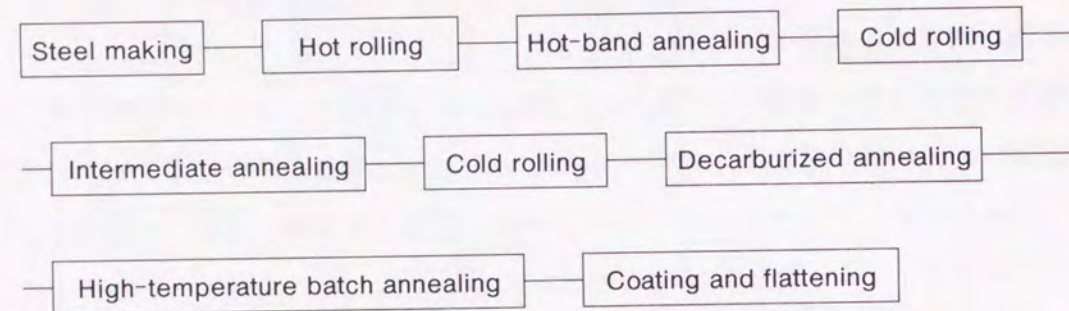 Steel making Hot rolling Hot-band annealing Cold rolling
Intermediate annealing Cold rolling Decarburized annealing
High-temperature batch annealing Coating and flattening